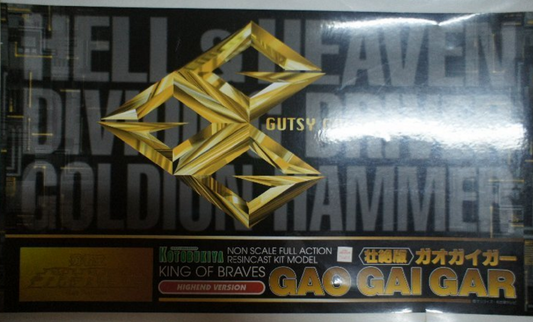 HELL & HEAVEN
DIVIDING DRIVER
GUTSY
GOLDION HAMMER
KOTOBUKIYA
NON SCALE FULL ACTION
RESINCAST KIT MODEL
KING OF BRAVES
HIGHEND VERSION
〈壮絶版〉ガオガイガー
GAO GAI GAR